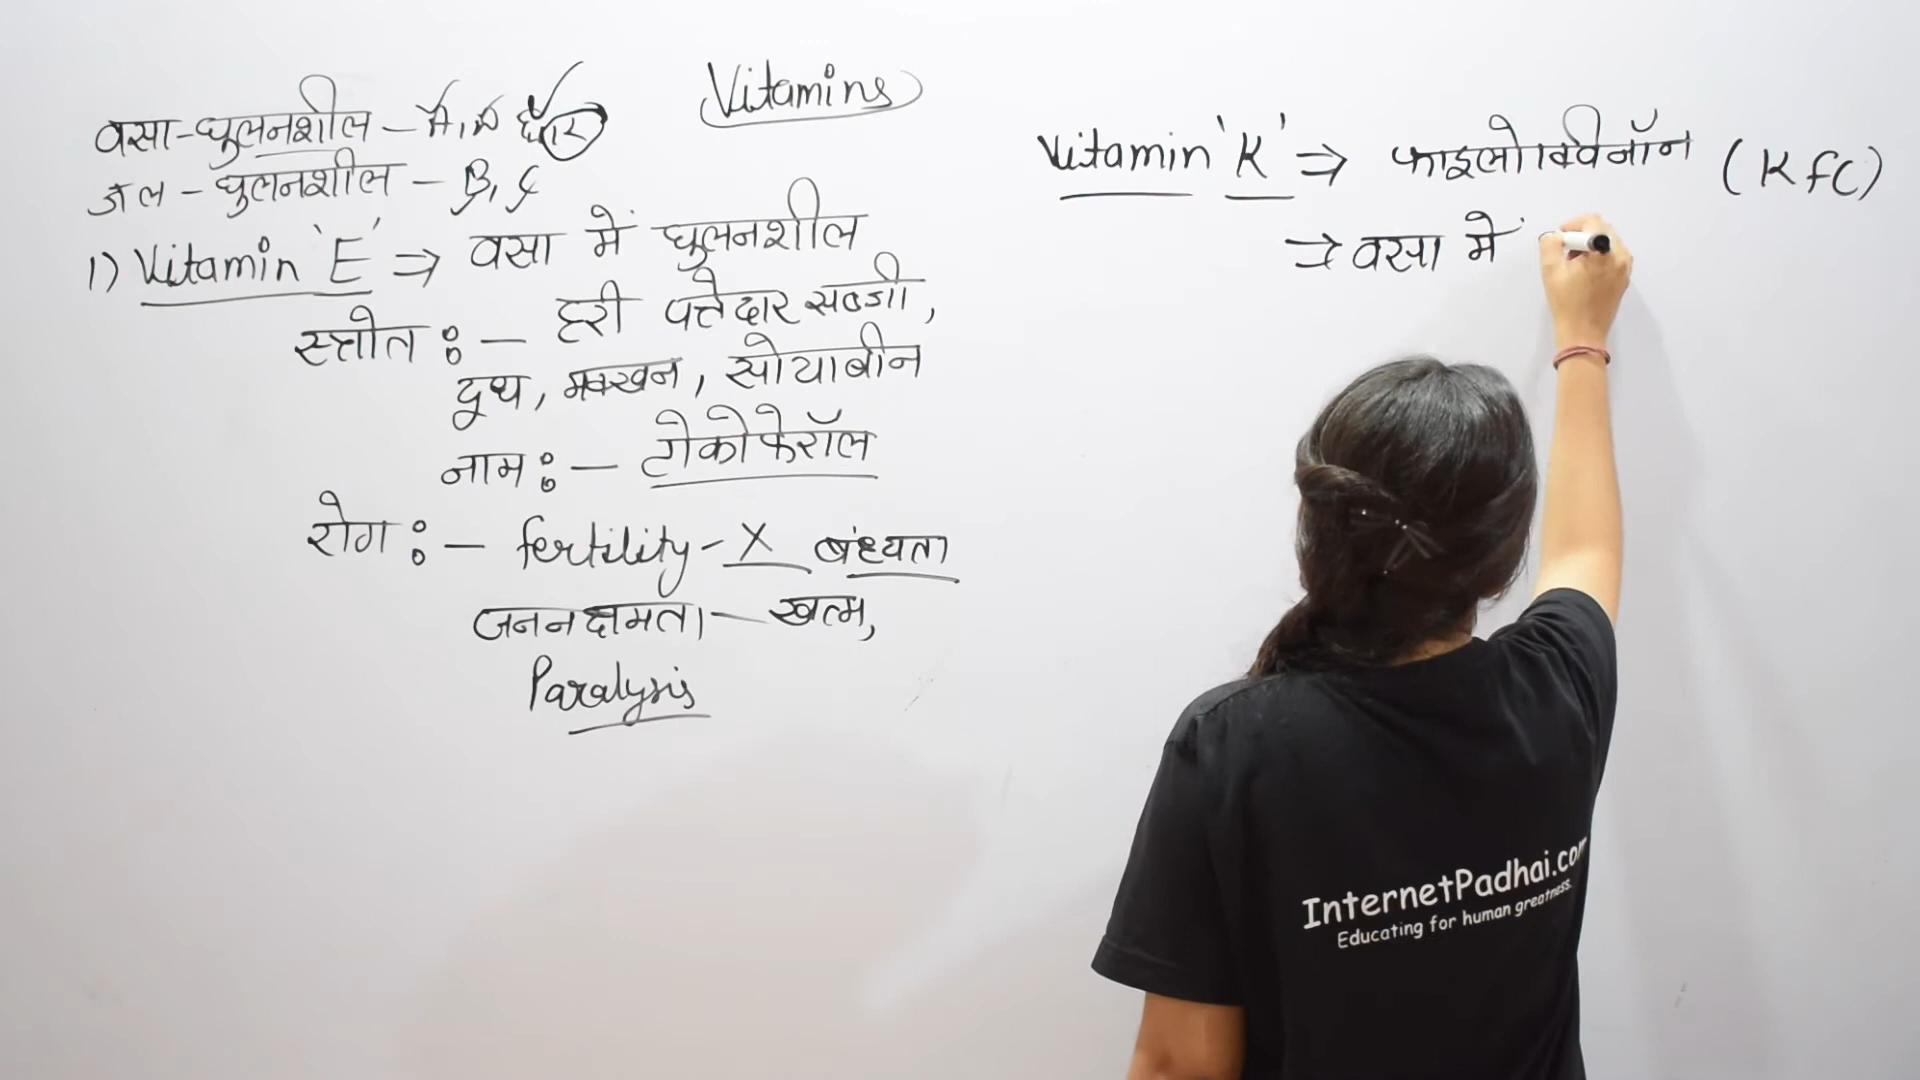 Vitamins
वसा-घुलनशील – A, D
जल - घुलनशील – B, C
1) Vitamin 'E' ⇒ वसा में घुलनशील
स्त्रोत :– हरी पत्तेदार सब्जी,
दूध, मक्खन, सोयाबीन
नाम :– टोकोफेरॉल
रोग :– fertility – X बंध्यता
जननक्षमता – खत्म,
Paralysis
Vitamin 'K' ⇒ फाइलोक्विनॉन (KFC)
⇒ वसा में
InternetPadhai.com
Educating for human greatness.